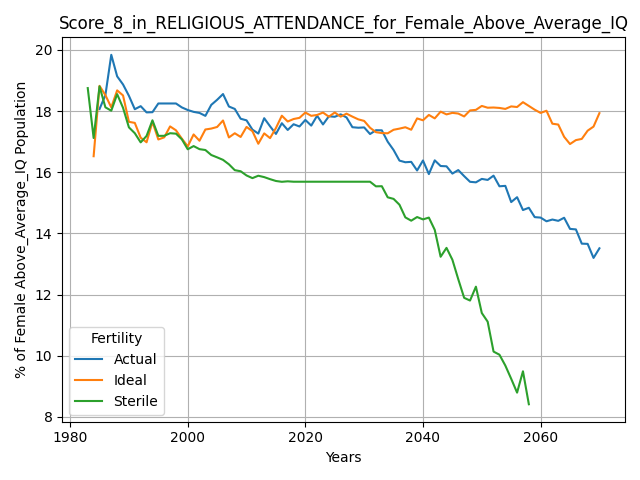 Score_8_in_RELIGIOUS_ATTENDANCE_for_Female_Above_Average_IQ
% of Female Above_Average_IQ Population
20
18
16
14
12
10
8
Fertility
Actual
Ideal
Sterile
1980 2000 2020 2040 2060
Years